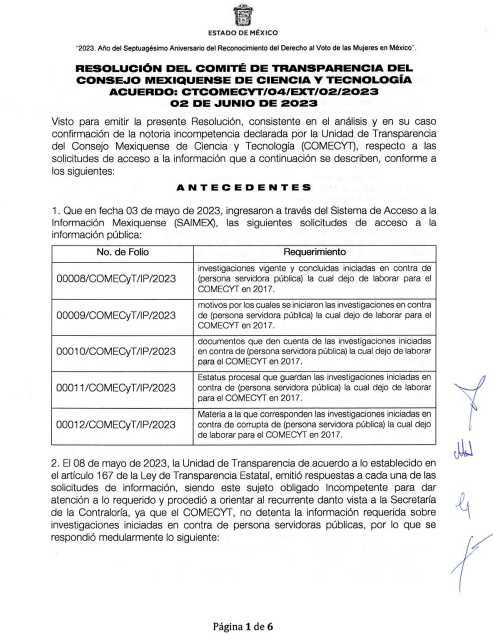 ESTADO DE MÉXICO
"2023. Año del Septuagésimo Aniversario del Reconocimiento del Derecho al Voto de las Mujeres en México".
RESOLUCIÓN DEL COMITÉ DE TRANSPARENCIA DEL
CONSEJO MEXIQUENSE DE CIENCIA Y TECNOLOGÍA
ACUERDO: CTCOMECYT/04/EXT/02/2023
02 DE JUNIO DE 2023
Visto para emitir la presente Resolución, consistente en el análisis y en su caso
confirmación de la notoria incompetencia declarada por la Unidad de Transparencia
del Consejo Mexiquense de Ciencia y Tecnología (COMECYT), respecto a las
solicitudes de acceso a la información que a continuación se describen, conforme a
los siguientes:
A N T E C E D E N T E S
1. Que en fecha 03 de mayo de 2023, ingresaron a través del Sistema de Acceso a la
Información Mexiquense (SAIMEX), las siguientes solicitudes de acceso a la
información pública:
No. de Folio
Requerimiento
00008/COMECyT/IP/2023
investigaciones vigente y concluidas iniciadas en contra de
(persona servidora pública) la cual dejo de laborar para el
COMECYT en 2017.
00009/COMECyT/IP/2023
motivos por los cuales se iniciaron las investigaciones en contra
de (persona servidora pública) la cual dejo de laborar para el
COMECYT en 2017.
00010/COMECyT/IP/2023
documentos que den cuenta de las investigaciones iniciadas
en contra de (persona servidora pública) la cual dejo de laborar
para el COMECYT en 2017.
00011/COMECyT/IP/2023
Estatus procesal que guardan las investigaciones iniciadas en
contra de (persona servidora pública) la cual dejo de laborar
para el COMECYT en 2017.
00012/COMECyT/IP/2023
Materia a la que corresponden las investigaciones iniciadas en
contra de corrupta de (persona servidora pública) la cual dejo
de laborar para el COMECYT en 2017.
2. El 08 de mayo de 2023, la Unidad de Transparencia de acuerdo a lo establecido en
el artículo 167 de la Ley de Transparencia Estatal, emitió respuestas a cada una de las
solicitudes de información, siendo este sujeto obligado Incompetente para dar
atención a lo requerido y procedió a orientar al recurrente danto vista a la Secretaría
de la Contraloría, ya que el COMECYT, no detenta la información requerida sobre
investigaciones iniciadas en contra de persona servidoras públicas, por lo que se
respondió medularmente lo siguiente:
Página 1 de 6